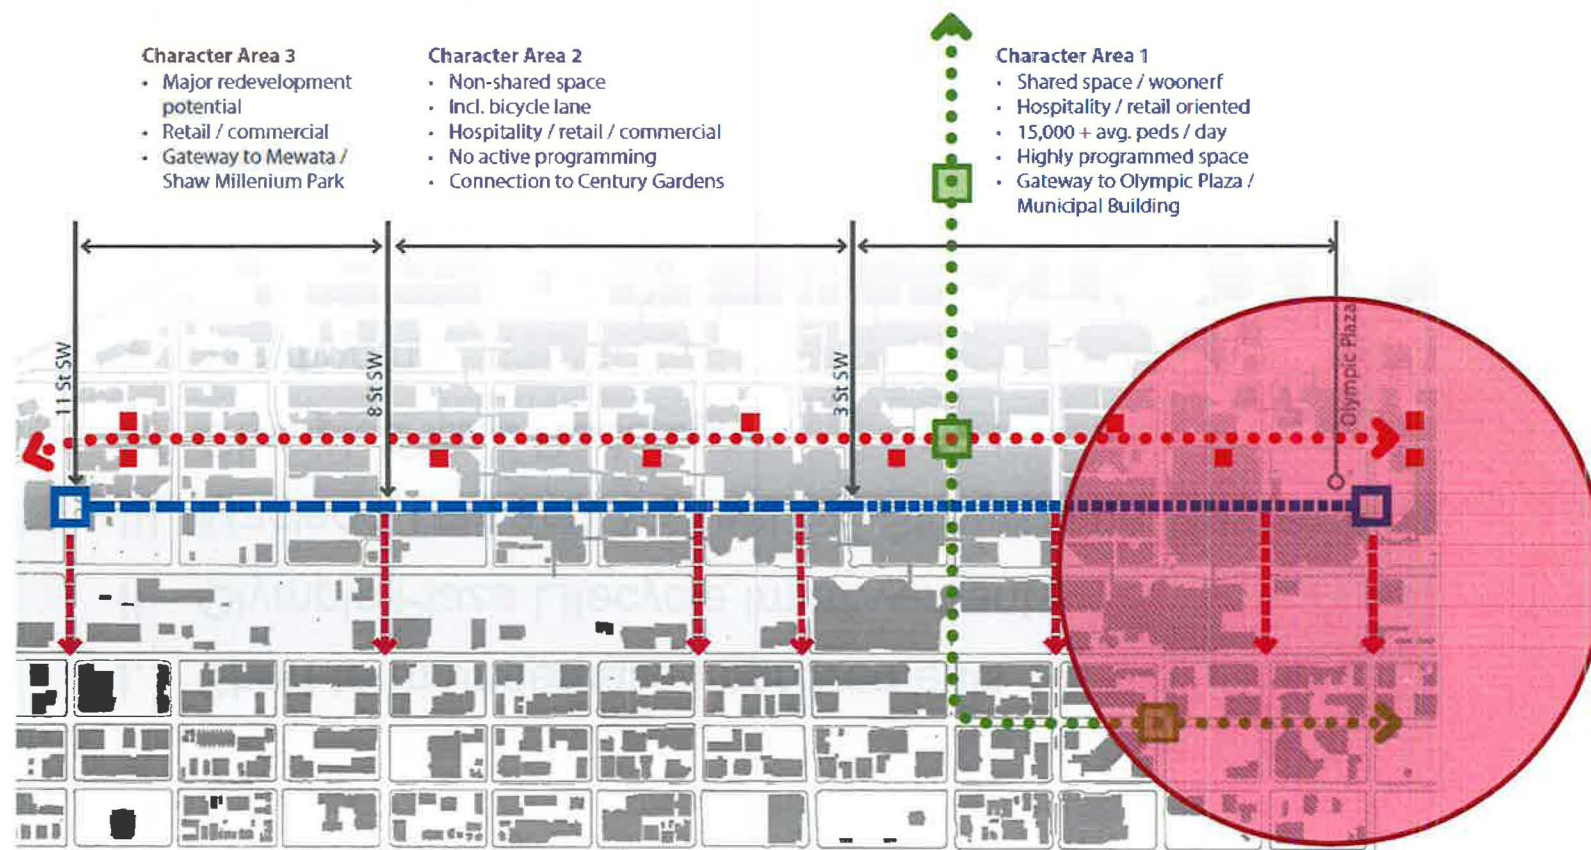 Character Area 3
• Major redevelopment
potential
• Retail / commercial
• Gateway to Mewata /
Shaw Millenium Park
Character Area 2
• Non-shared space
• Incl. bicycle lane
• Hospitality / retail / commercial
• No active programming
• Connection to Century Gardens
Character Area 1
• Shared space / woonerf
• Hospitality / retail oriented
• 15,000 + avg. peds / day
• Highly programmed space
• Gateway to Olympic Plaza /
Municipal Building
11 St SW
8 St SW
3 St SW
Olympic Plaza